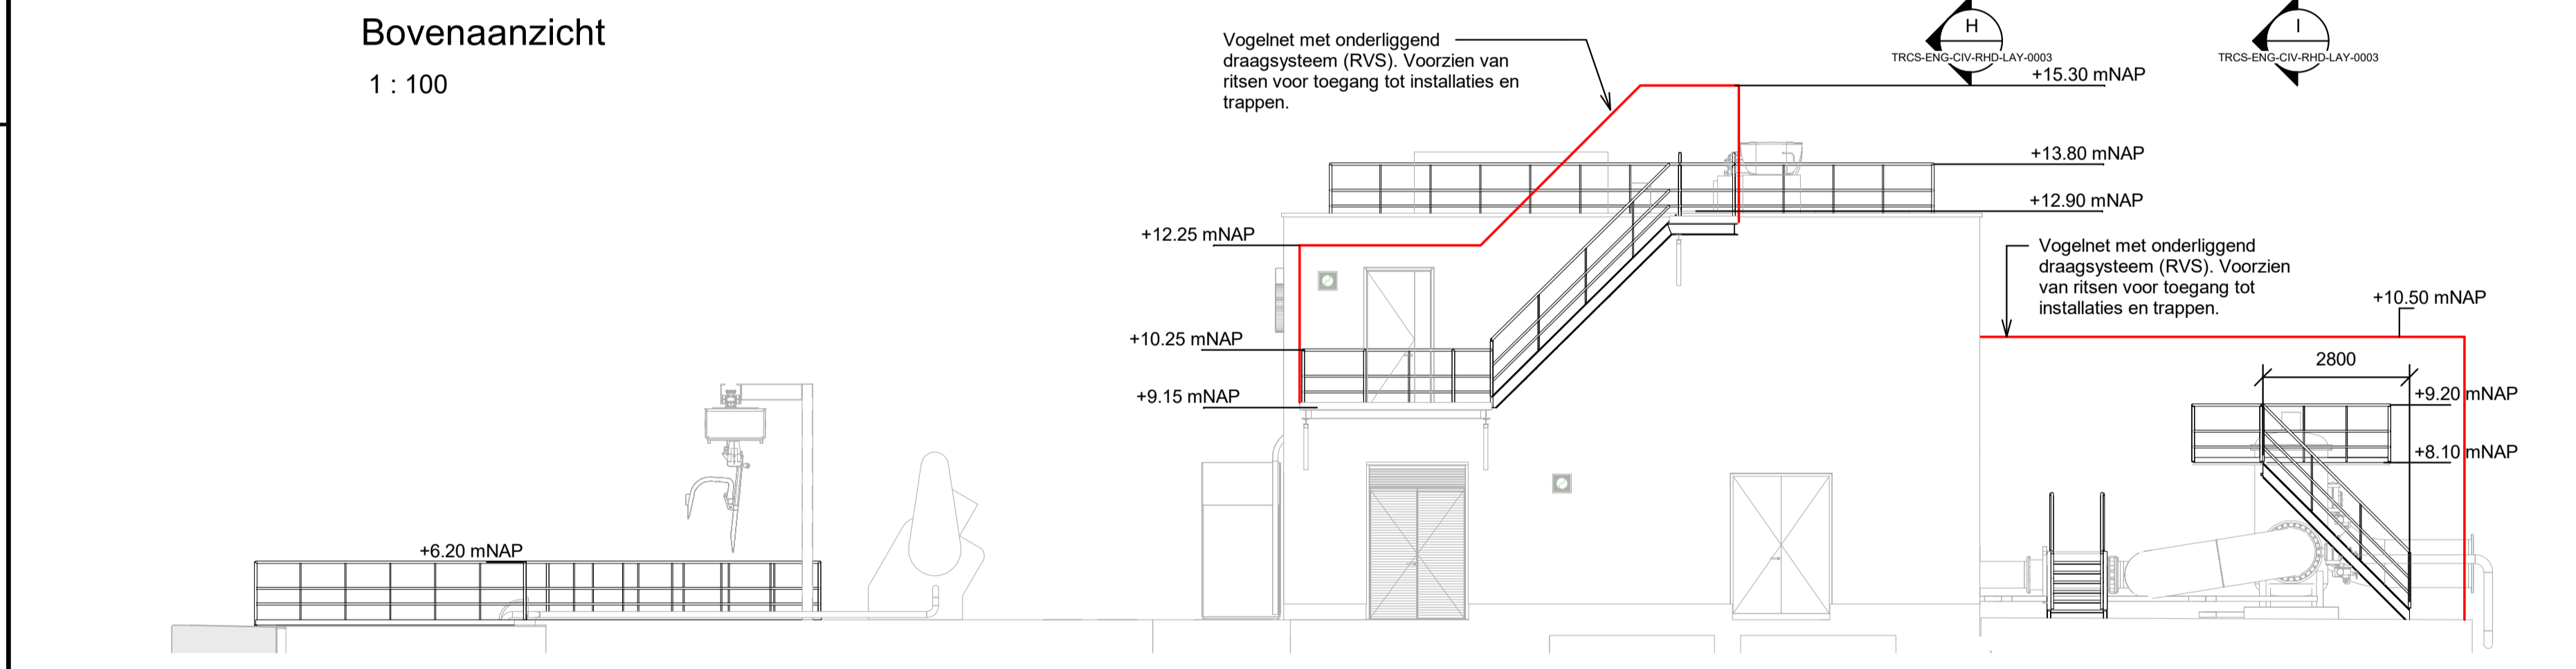 Bovenaanzicht
1 : 100
Vogelnet met onderliggend
draagsysteem (RVS). Voorzien van
ritsen voor toegang tot installaties en
trappen.
H
TRCS-ENG-CIV-RHD-LAY-0003
I
TRCS-ENG-CIV-RHD-LAY-0003
+15.30 mNAP
+13.80 mNAP
+12.90 mNAP
+12.25 mNAP
Vogelnet met onderliggend
draagsysteem (RVS). Voorzien
van ritsen voor toegang tot
installaties en trappen.
+10.50 mNAP
+10.25 mNAP
2800
+9.15 mNAP
+9.20 mNAP
+8.10 mNAP
+6.20 mNAP